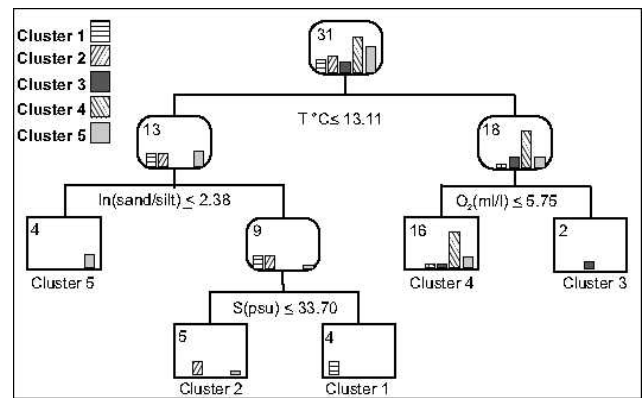 Cluster 1
Cluster 2
Cluster 3
Cluster 4
Cluster 5
31
T °C≤ 13.11
13
18
ln(sand/silt) ≤ 2.38
O₂(ml/l) ≤ 5.75
4
Cluster 5
9
16
Cluster 4
2
Cluster 3
S(psu) ≤ 33.70
5
Cluster 2
4
Cluster 1